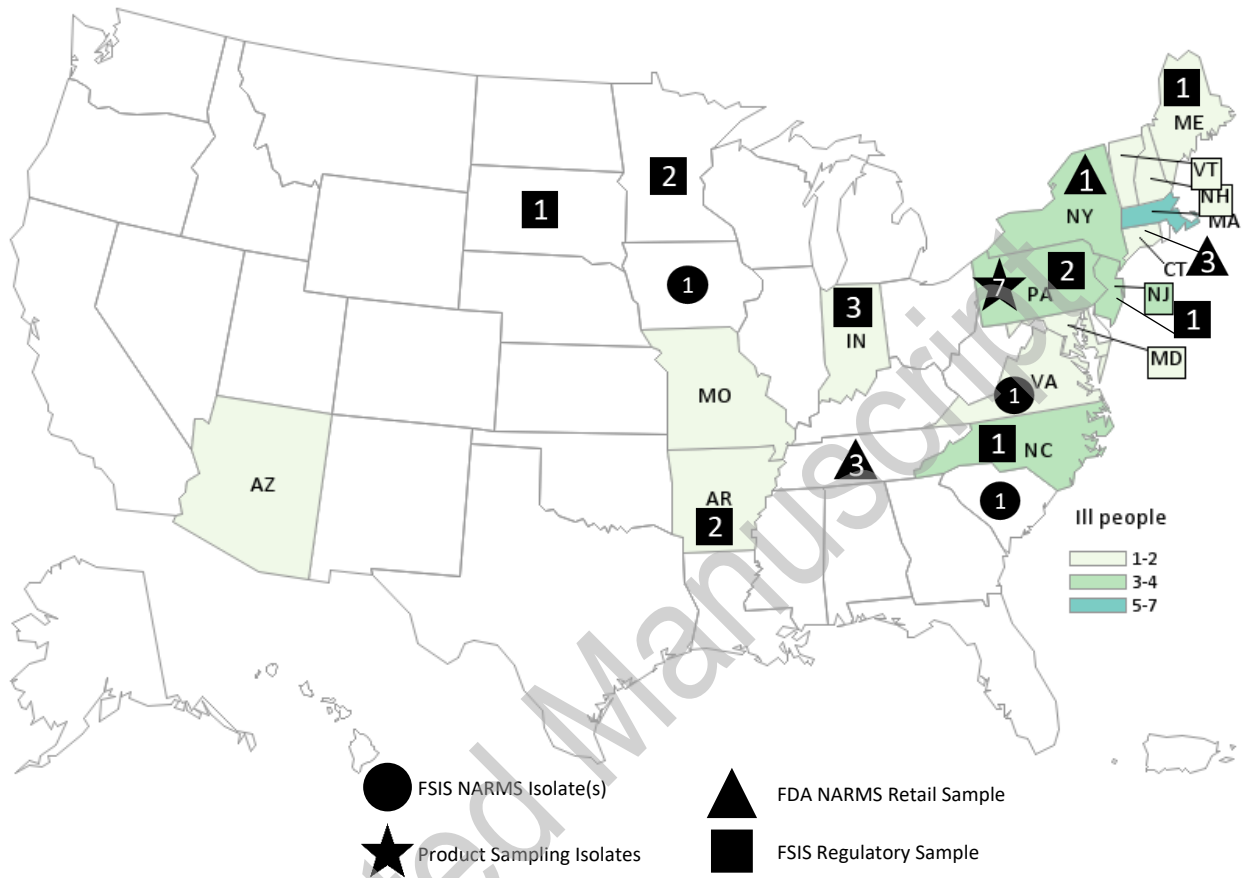 1
ME
2
1
1
NY
VT
NH
MA
CT
3
1
7
2
PA
NJ
1
3
IN
MD
MO
1
VA
1
NC
3
AZ
AR
2
1
Ill people
1-2
3-4
5-7
FSIS NARMS Isolate(s)
FDA NARMS Retail Sample
Product Sampling Isolates
FSIS Regulatory Sample
ted Manuscript